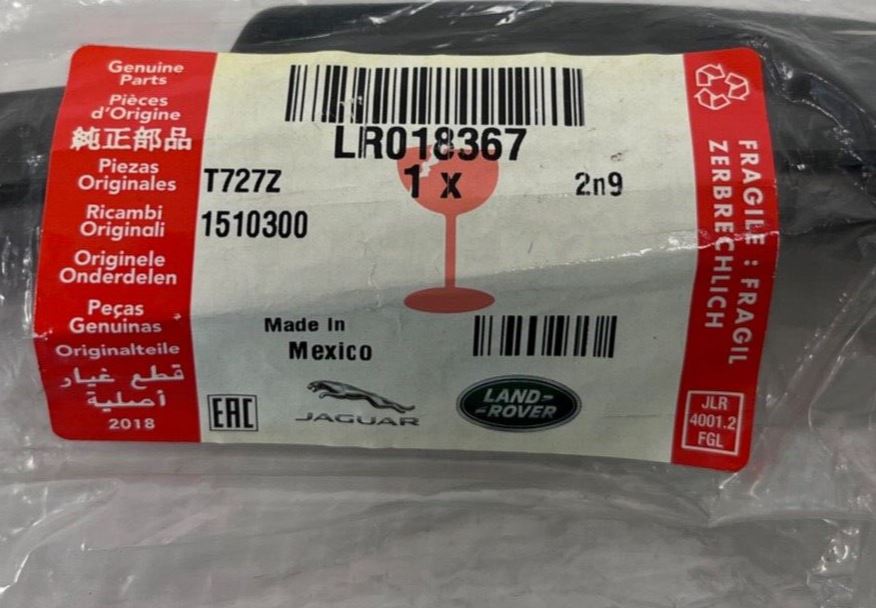 Genuine
Parts
Pièces
d'Origine
純正部品
Piezas
Originales
Ricambi
Originali
Originele
Onderdelen
Peças
Genuinas
Originalteile
قطع غيار
أصلية
2018
LR018367
T727Z
1 x
2n9
1510300
Made In
Mexico
EAC
JAGUAR
LAND-
-ROVER
FRAGILE : FRAGIL
ZERBRECHLICH
JLR
4001.2
FGL